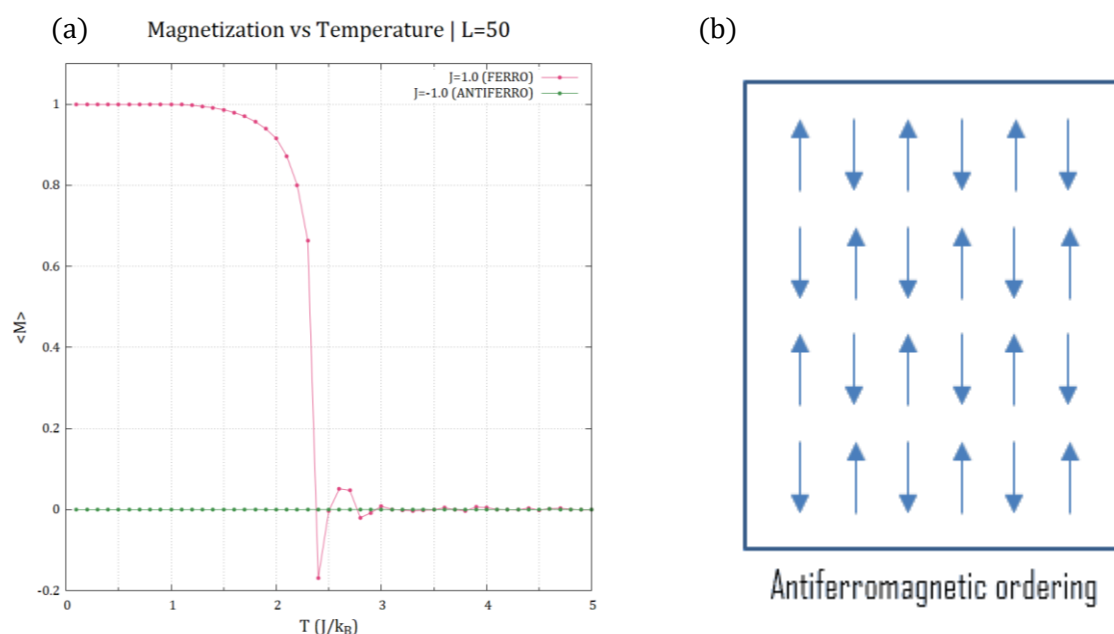 (a)
Magnetization vs Temperature | L=50
J=1.0 (FERRO)
J=-1.0 (ANTIFERRO)
1
0.8
0.6
0.4
0.2
0
-0.2
<M>
0 1 2 3 4 5
T (J/k_B)
(b)
Antiferromagnetic ordering